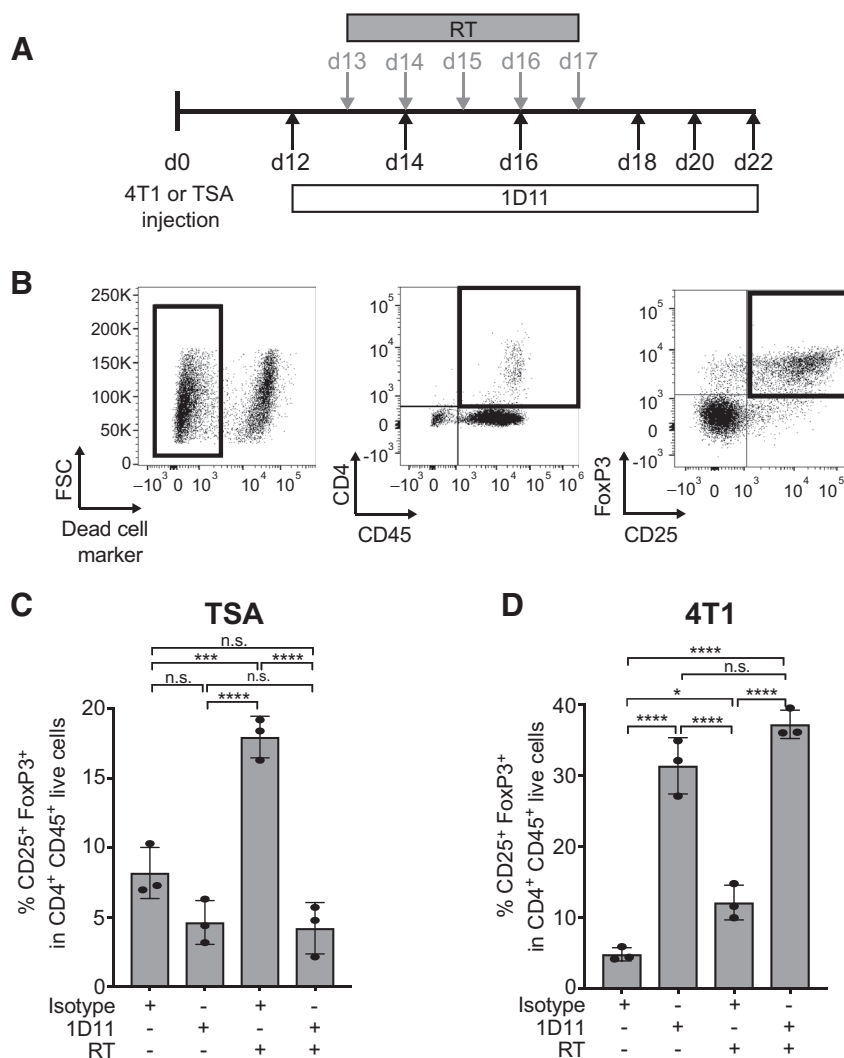 A
RT
d13 d14 d15 d16 d17
d0 d12 d14 d16 d18 d20 d22
4T1 or TSA
injection
1D11
B
250K
200K
150K
100K
50K
0
–10³ 0 10³ 10⁴ 10⁵
FSC
Dead cell
marker
10⁵
10⁴
10³
0
-10³
–10³ 0 10³ 10⁴ 10⁵ 10⁶
CD4
CD45
10⁵
10⁴
10³
0
-10³
–10³ 0 10³ 10⁴ 10⁵
FoxP3
CD25
C
TSA
n.s.
*** ****
n.s. n.s.
****
20
15
10
5
0
% CD25⁺ FoxP3⁺
in CD4⁺ CD45⁺ live cells
Isotype + - + -
1D11 - + - +
RT - - + +
D
4T1
****
n.s.
* ****
**** ****
40
30
20
10
0
% CD25⁺ FoxP3⁺
in CD4⁺ CD45⁺ live cells
Isotype + - + -
1D11 - + - +
RT - - + +